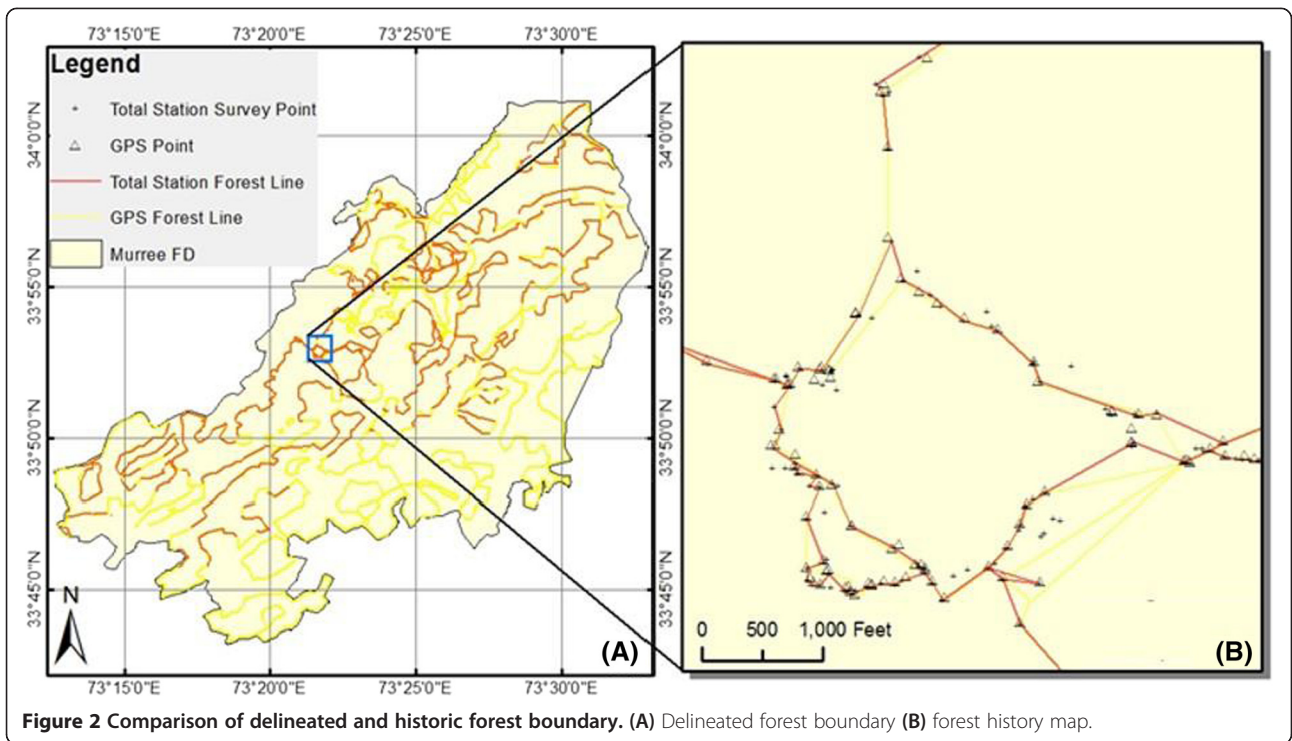 73°15'0"E 73°20'0"E 73°25'0"E 73°30'0"E
Legend
Total Station Survey Point
GPS Point
Total Station Forest Line
GPS Forest Line
Murree FD
34°0'0"N
33°55'0"N
33°50'0"N
33°45'0"N
34°0'0"N
33°55'0"N
33°50'0"N
33°45'0"N
N
(A)
73°15'0"E 73°20'0"E 73°25'0"E 73°30'0"E
0 500 1,000 Feet
(B)
Figure 2 Comparison of delineated and historic forest boundary. (A) Delineated forest boundary (B) forest history map.